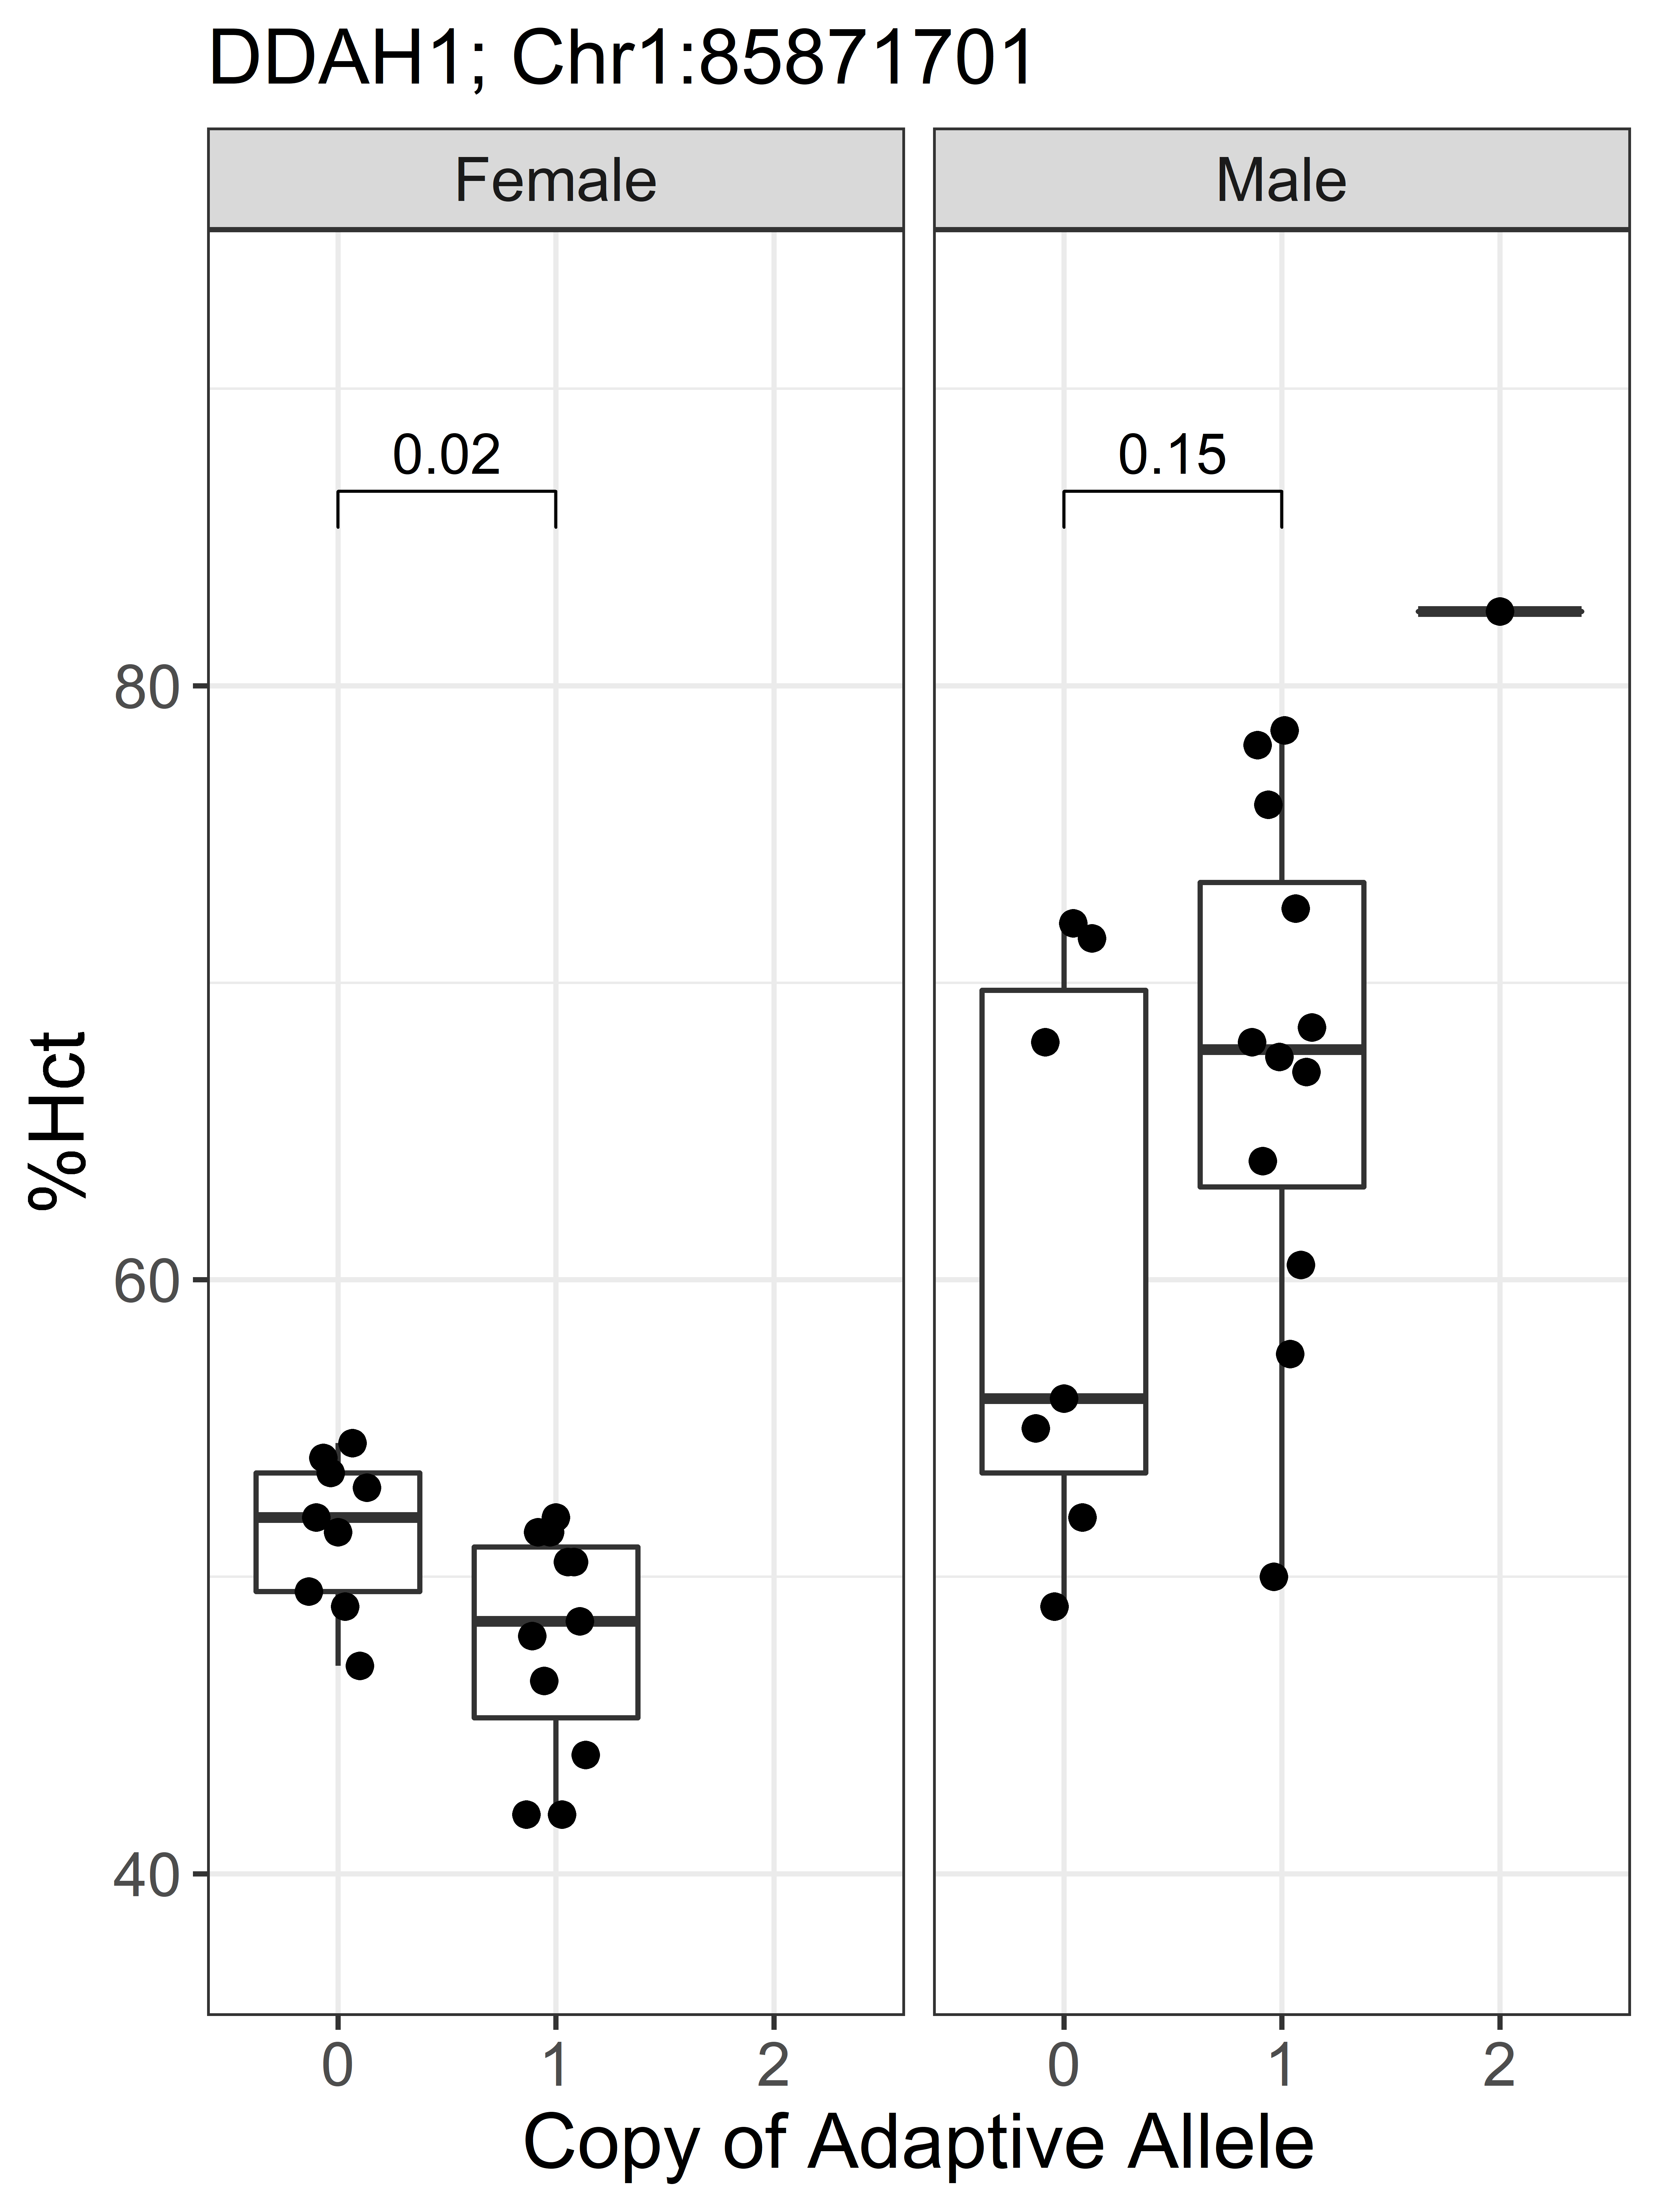 DDAH1; Chr1:85871701
Female
Male
0.02
0.15
80
60
40
%Hct
0 1 2
0 1 2
Copy of Adaptive Allele